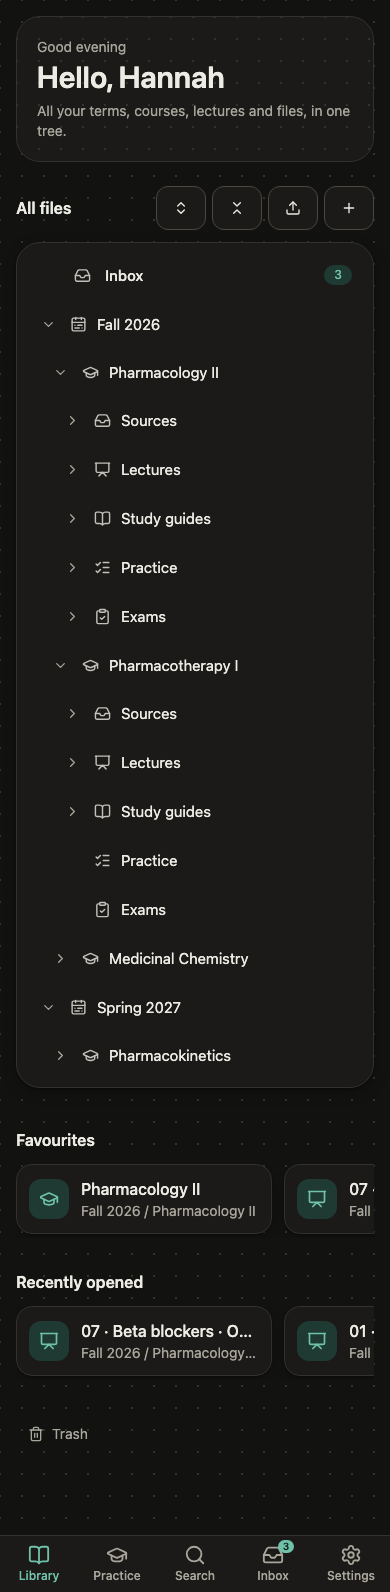 Good evening
Hello, Hannah
All your terms, courses, lectures and files, in one
tree.
All files
Inbox
3
Fall 2026
Pharmacology II
Sources
Lectures
Study guides
Practice
Exams
Pharmacotherapy I
Sources
Lectures
Study guides
Practice
Exams
Medicinal Chemistry
Spring 2027
Pharmacokinetics
Favourites
Pharmacology II
Fall 2026 / Pharmacology II
07 ·
Fall
Recently opened
07 · Beta blockers · O...
Fall 2026 / Pharmacology...
01 ·
Fall
Trash
3
Library
Practice
Search
Inbox
Settings